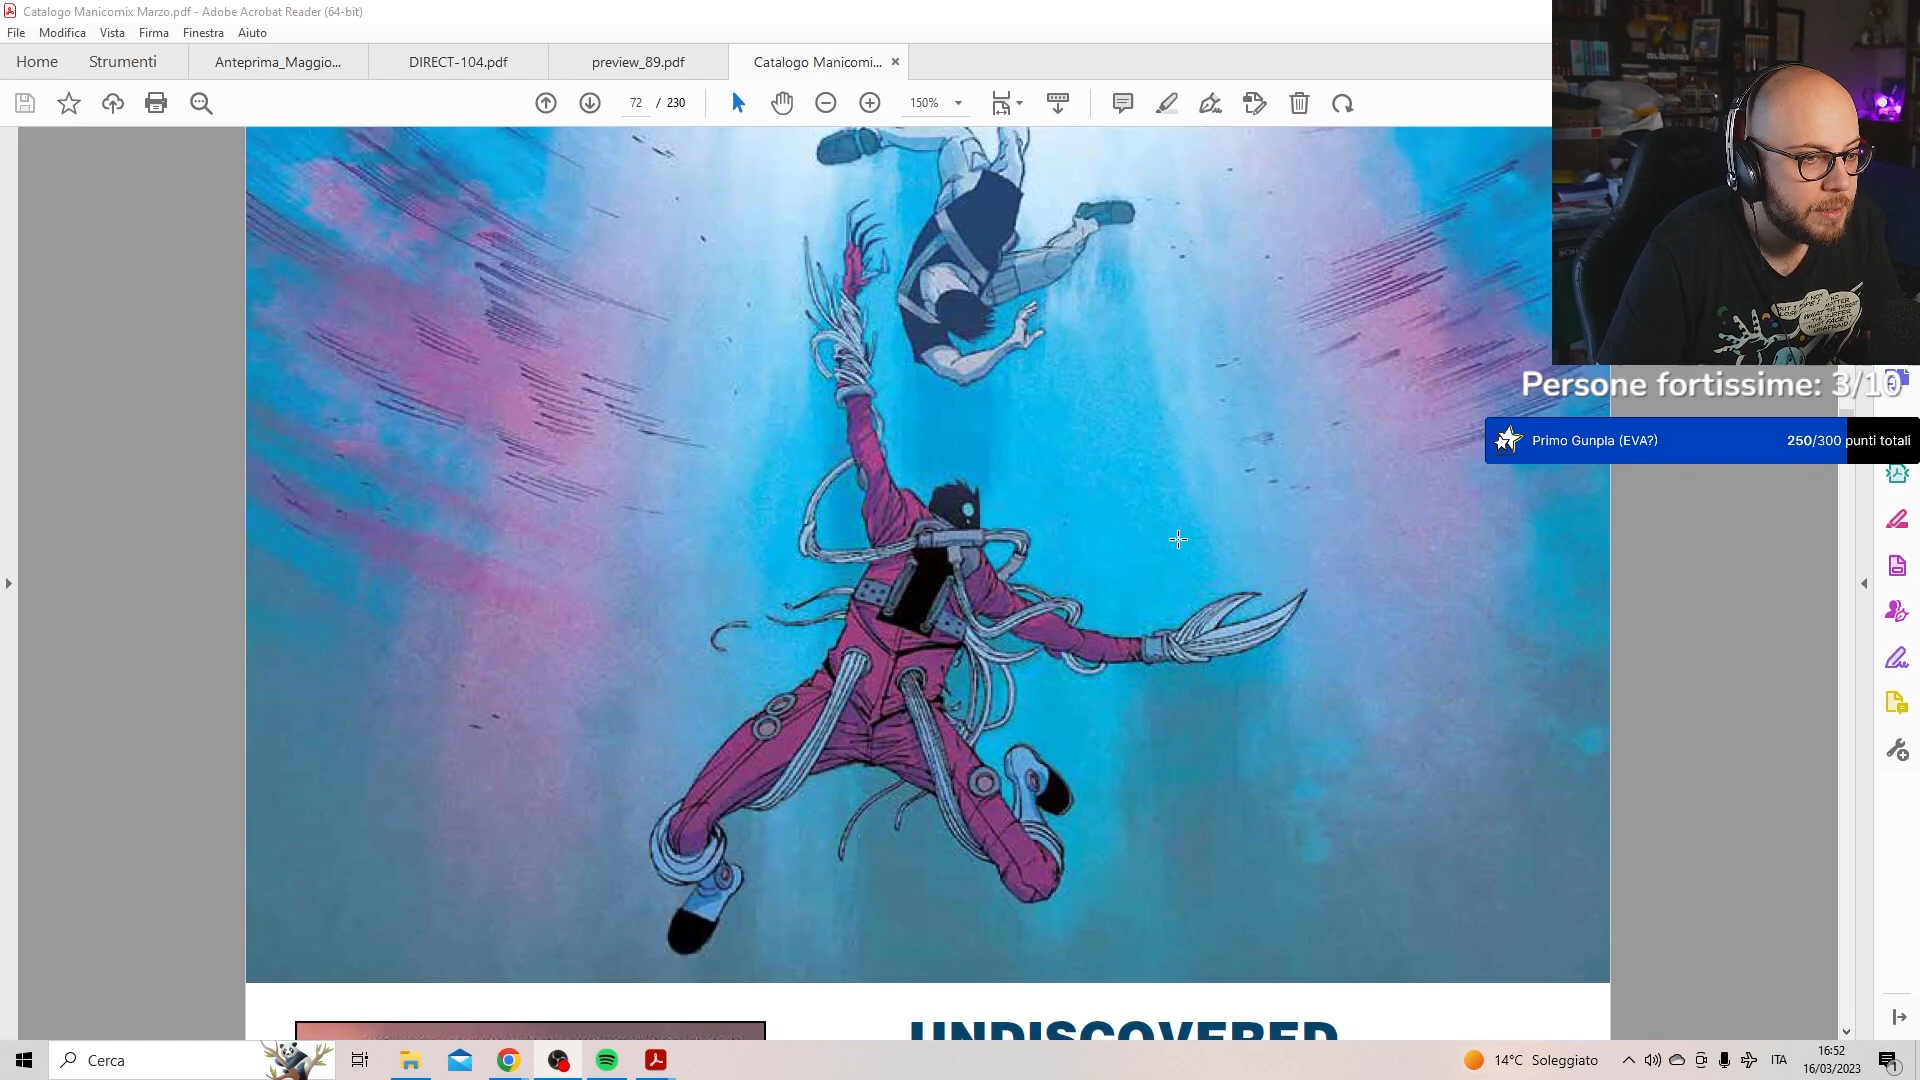 Catalogo Manicomix Marzo.pdf - Adobe Acrobat Reader (64-bit)
File Modifica Vista Firma Finestra Aiuto
Home Strumenti Anteprima_Maggio... DIRECT-104.pdf preview_89.pdf Catalogo Manicomi...
72 / 230 150%
Persone fortissime: 3/10
Primo Gunpla (EVA?) 250/300 punti totali
UNDISCOVERED
Cerca 14°C Soleggiato ITA 16:52
16/03/2023